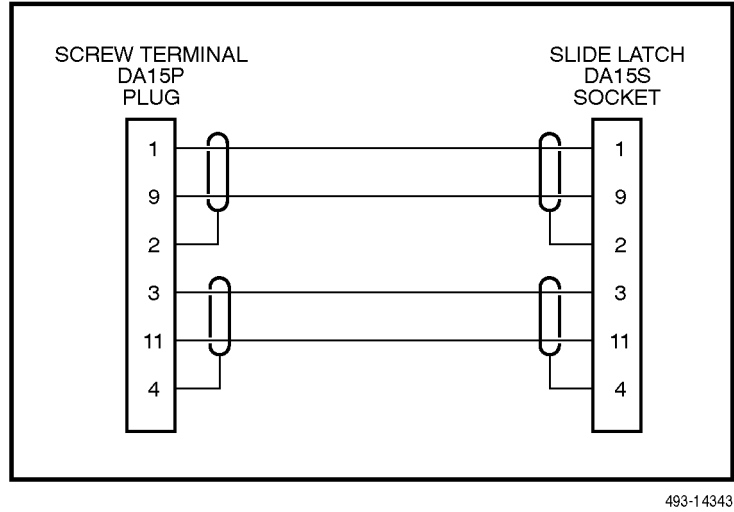 SCREW TERMINAL
DA15P
PLUG
SLIDE LATCH
DA15S
SOCKET
1
9
2
3
11
4
1
9
2
3
11
4
493-14343